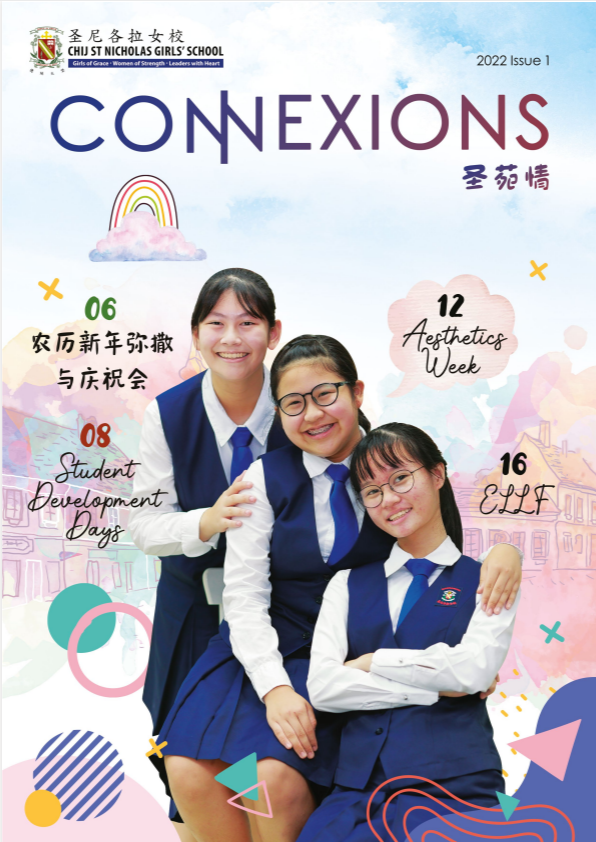 圣尼各拉女校
CHIJ ST NICHOLAS GIRLS' SCHOOL
Girls of Grace · Women of Strength · Leaders with Heart
2022 Issue 1
CONNEXIONS
圣苑情
06
农历新年弥撒
与庆祝会
12
Aesthetics
Week
08
Student
Development
Days
16
ELLF